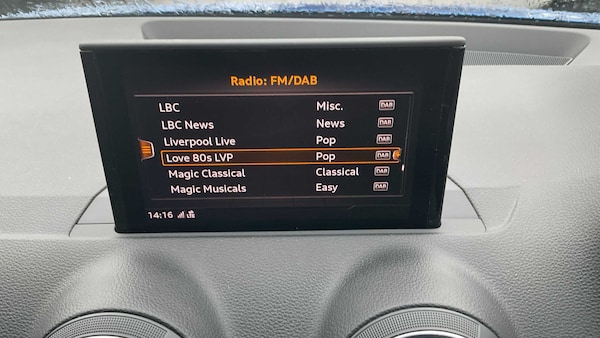 Radio: FM/DAB
LBC Misc. DAB
LBC News News DAB
Liverpool Live Pop DAB
Love 80s LVP Pop DAB
Magic Classical Classical DAB
Magic Musicals Easy DAB
14:16